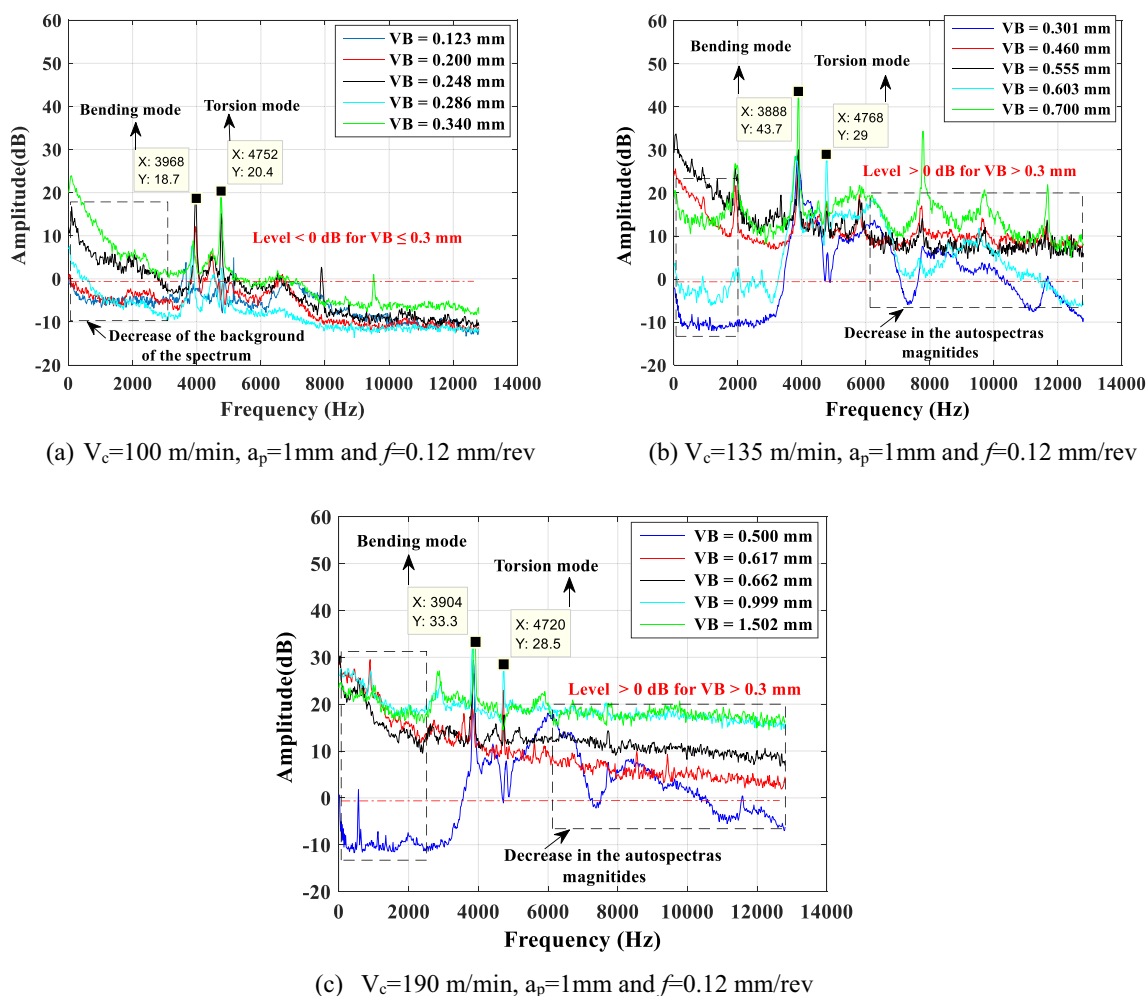 60
50
40
30
20
10
0
-10
-20
Amplitude(dB)
VB = 0.123 mm
VB = 0.200 mm
VB = 0.248 mm
VB = 0.286 mm
VB = 0.340 mm
Bending mode
Torsion mode
X: 3968
Y: 18.7
X: 4752
Y: 20.4
Level < 0 dB for VB ≤ 0.3 mm
Decrease of the background
of the spectrum
0 2000 4000 6000 8000 10000 12000 14000
Frequency (Hz)
(a) Vc=100 m/min, ap=1mm and f=0.12 mm/rev
60
50
40
30
20
10
0
-10
-20
Amplitude(dB)
VB = 0.301 mm
VB = 0.460 mm
VB = 0.555 mm
VB = 0.603 mm
VB = 0.700 mm
Bending mode
Torsion mode
X: 3888
Y: 43.7
X: 4768
Y: 29
Level > 0 dB for VB > 0.3 mm
Decrease in the autospectras
magnitides
0 2000 4000 6000 8000 10000 12000 14000
Frequency (Hz)
(b) Vc=135 m/min, ap=1mm and f=0.12 mm/rev
60
50
40
30
20
10
0
-10
-20
Amplitude(dB)
VB = 0.500 mm
VB = 0.617 mm
VB = 0.662 mm
VB = 0.999 mm
VB = 1.502 mm
Bending mode
Torsion mode
X: 3904
Y: 33.3
X: 4720
Y: 28.5
Level > 0 dB for VB > 0.3 mm
Decrease in the autospectras
magnitides
0 2000 4000 6000 8000 10000 12000 14000
Frequency (Hz)
(c) Vc=190 m/min, ap=1mm and f=0.12 mm/rev